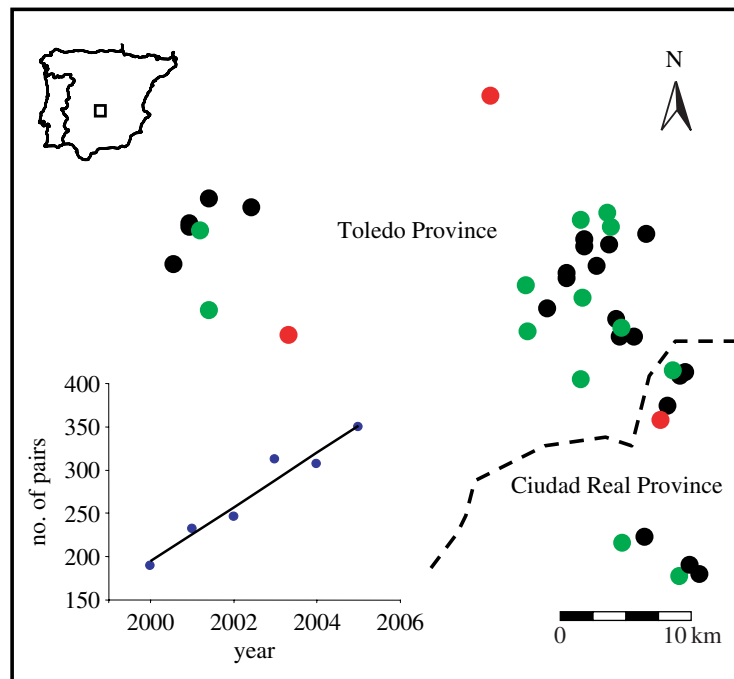 N
Toledo Province
400
350
300
250
200
150
no. of pairs
2000 2002 2004 2006
year
Ciudad Real Province
0 10 km